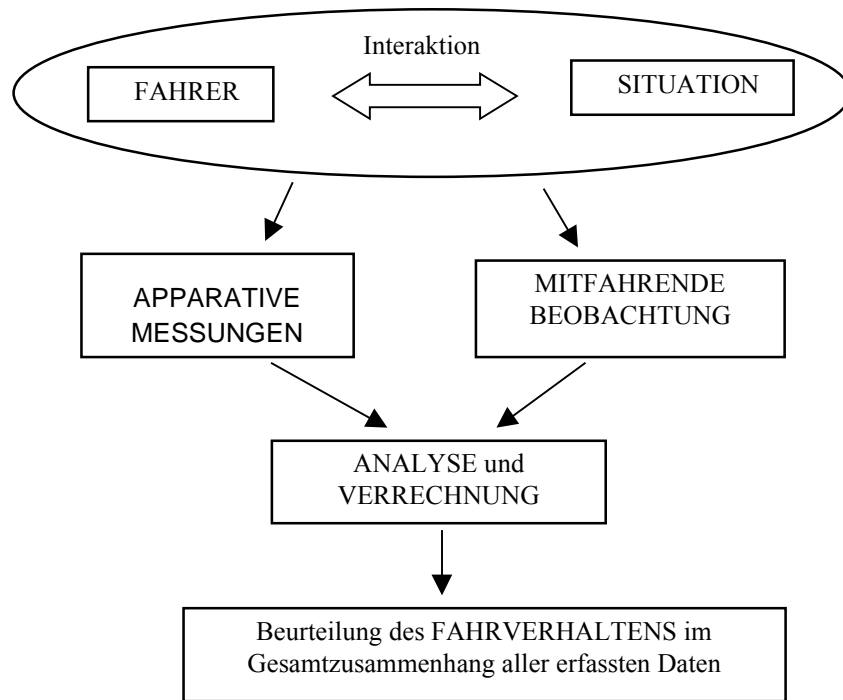 Interaktion
FAHRER
SITUATION
APPARATIVE
MESSUNGEN
MITFAHRENDE
BEOBACHTUNG
ANALYSE und
VERRECHNUNG
Beurteilung des FAHRVERHALTENS im
Gesamtzusammenhang aller erfassten Daten